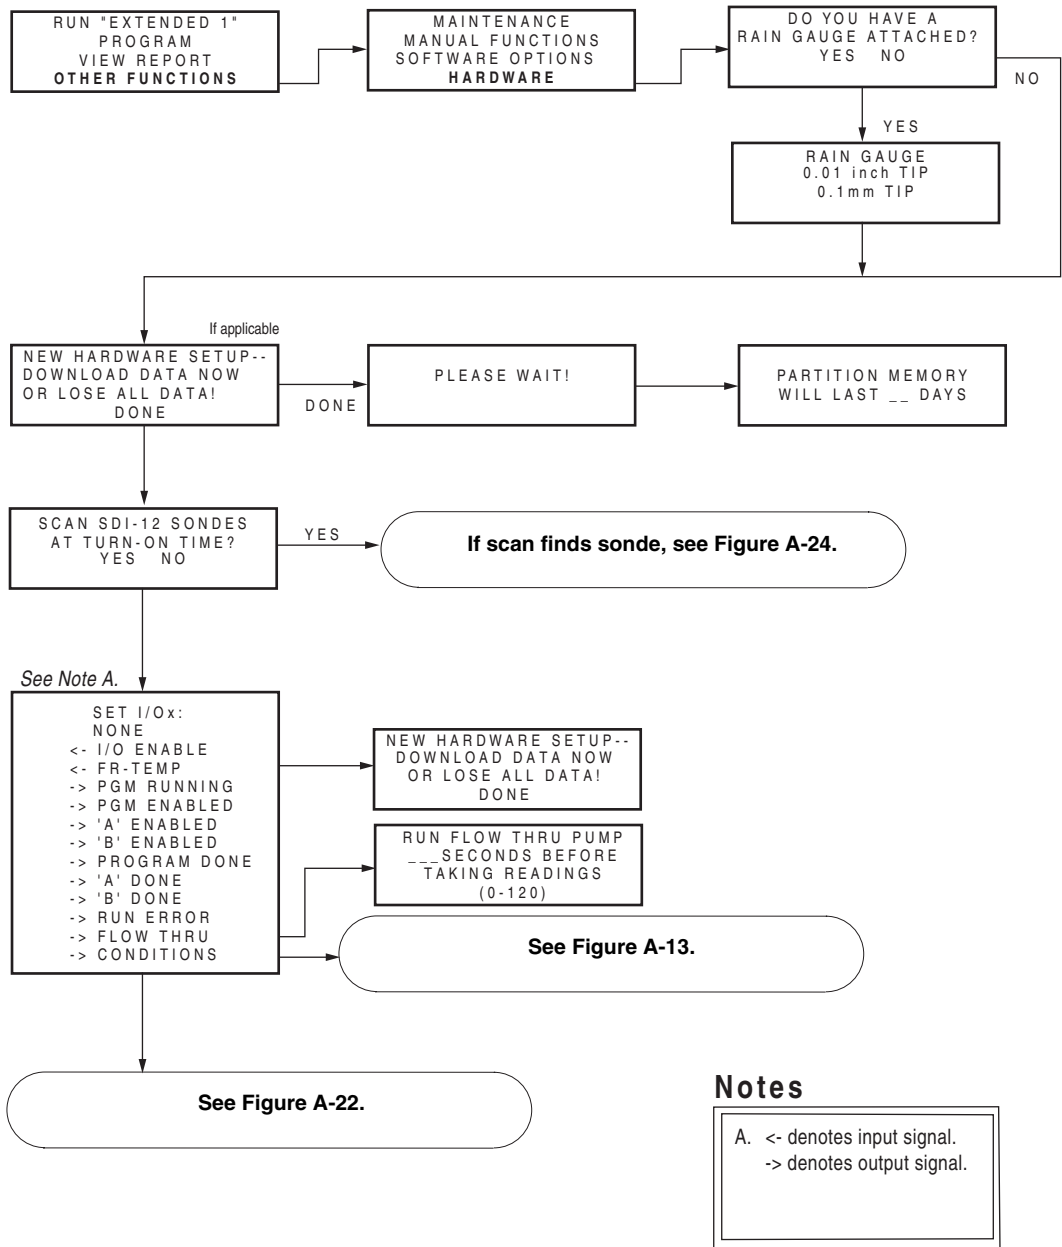 RUN "EXTENDED 1"
PROGRAM
VIEW REPORT
OTHER FUNCTIONS
MAINTENANCE
MANUAL FUNCTIONS
SOFTWARE OPTIONS
HARDWARE
DO YOU HAVE A
RAIN GAUGE ATTACHED?
YES NO
NO
YES
RAIN GAUGE
0.01 inch TIP
0.1mm TIP
If applicable
NEW HARDWARE SETUP--
DOWNLOAD DATA NOW
OR LOSE ALL DATA!
DONE
DONE
PLEASE WAIT!
PARTITION MEMORY
WILL LAST __ DAYS
SCAN SDI-12 SONDES
AT TURN-ON TIME?
YES NO
YES
If scan finds sonde, see Figure A-24.
See Note A.
SET I/Ox:
NONE
<- I/O ENABLE
<- FR-TEMP
-> PGM RUNNING
-> PGM ENABLED
-> 'A' ENABLED
-> 'B' ENABLED
-> PROGRAM DONE
-> 'A' DONE
-> 'B' DONE
-> RUN ERROR
-> FLOW THRU
-> CONDITIONS
NEW HARDWARE SETUP--
DOWNLOAD DATA NOW
OR LOSE ALL DATA!
DONE
RUN FLOW THRU PUMP
___SECONDS BEFORE
TAKING READINGS
(0-120)
See Figure A-13.
See Figure A-22.
Notes
A. <- denotes input signal.
-> denotes output signal.